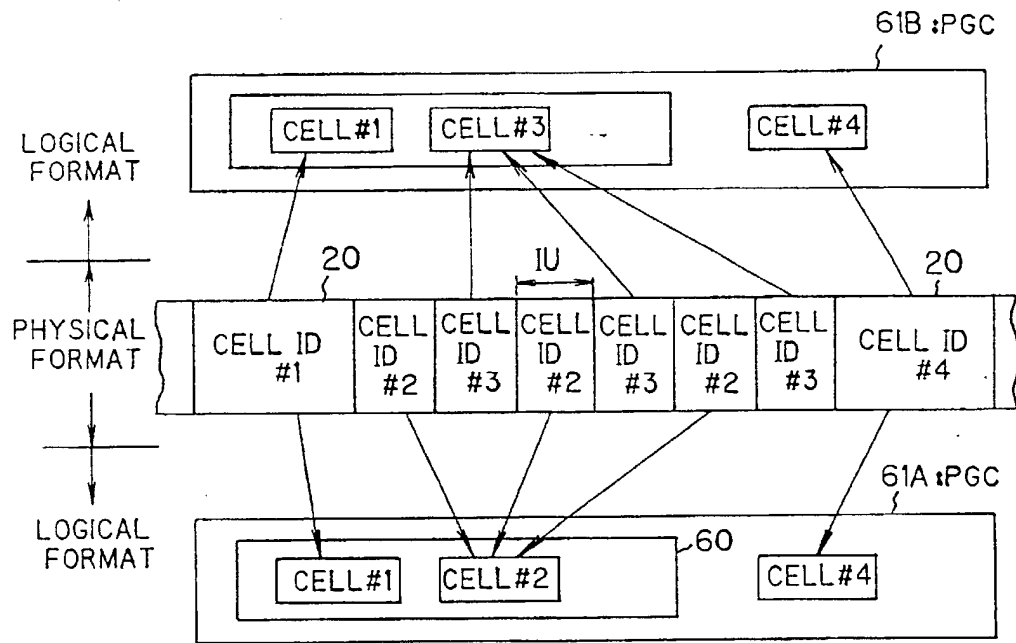 61B :PGC
CELL#1
CELL#3
CELL#4
LOGICAL
FORMAT
20
IU
20
PHYSICAL
FORMAT
CELL ID
#1
CELL
ID
#2
CELL
ID
#3
CELL
ID
#2
CELL
ID
#3
CELL
ID
#2
CELL
ID
#3
CELL ID
#4
61A :PGC
LOGICAL
FORMAT
60
CELL#1
CELL#2
CELL#4